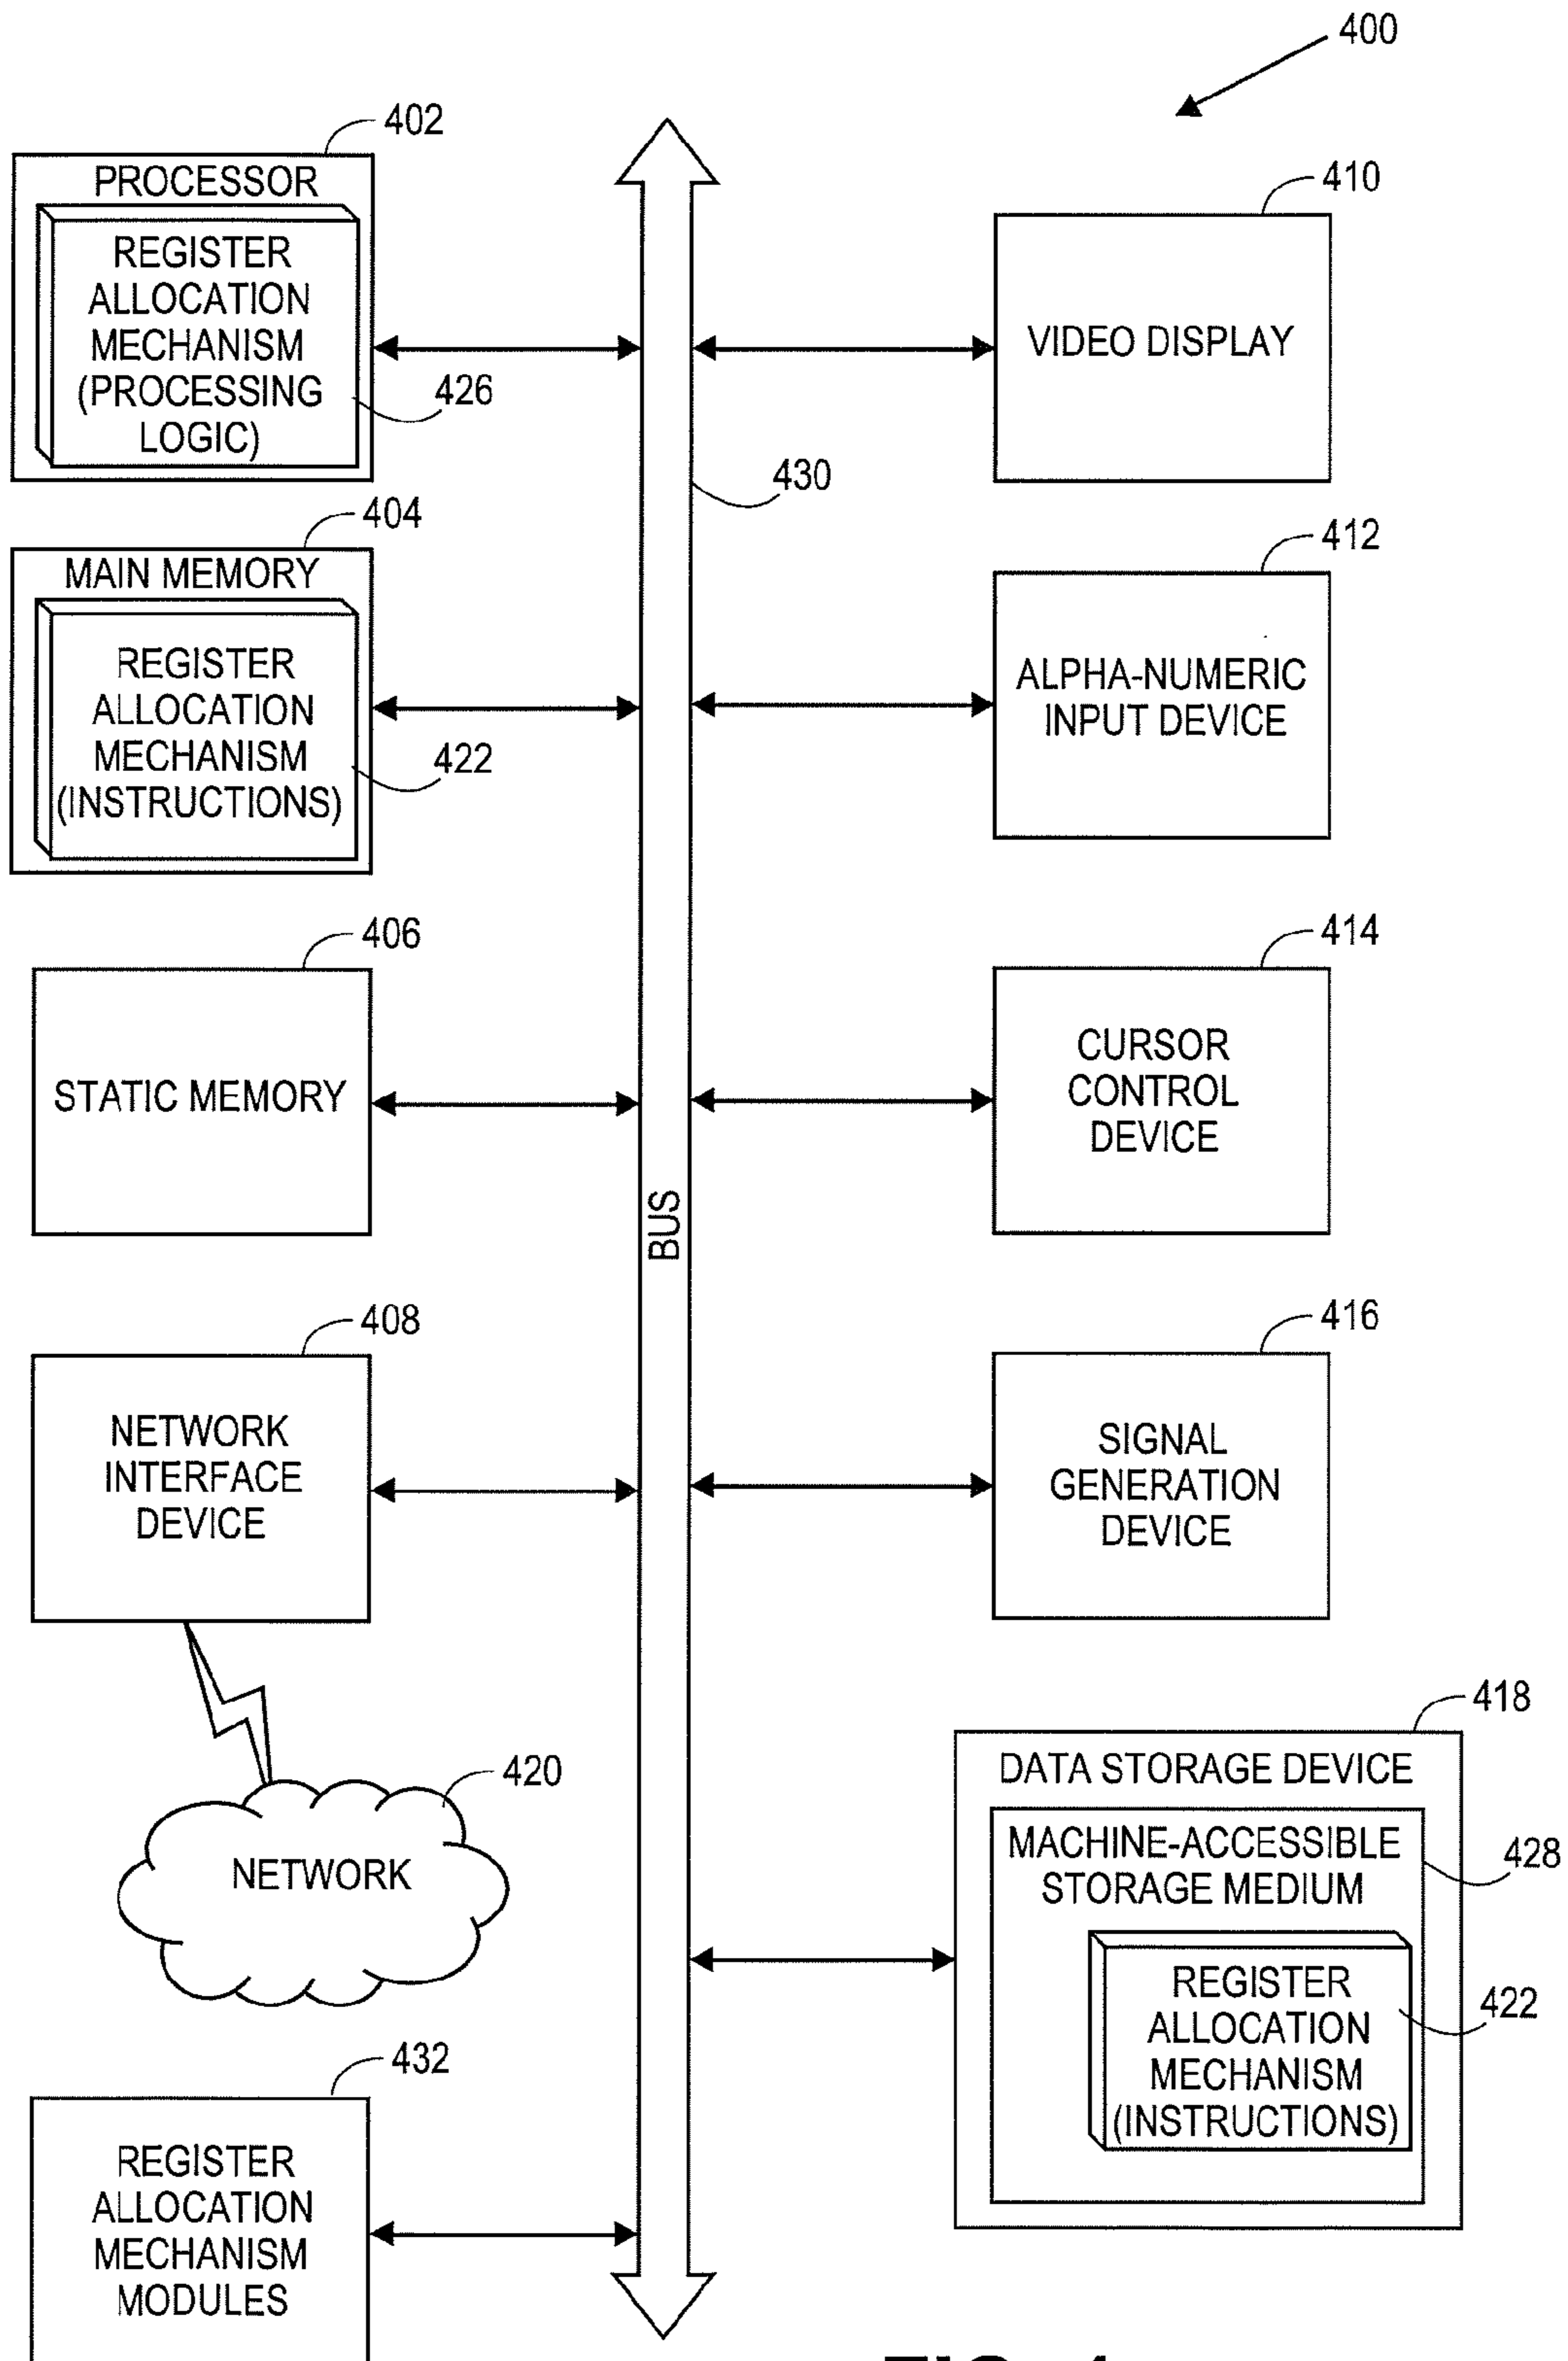 400
402
PROCESSOR
REGISTER
ALLOCATION
MECHANISM
(PROCESSING
LOGIC)
426
410
VIDEO DISPLAY
430
404
MAIN MEMORY
REGISTER
ALLOCATION
MECHANISM
(INSTRUCTIONS)
422
412
ALPHA-NUMERIC
INPUT DEVICE
406
STATIC MEMORY
414
CURSOR
CONTROL
DEVICE
BUS
408
NETWORK
INTERFACE
DEVICE
416
SIGNAL
GENERATION
DEVICE
420
NETWORK
418
DATA STORAGE DEVICE
MACHINE-ACCESSIBLE
STORAGE MEDIUM
428
REGISTER
ALLOCATION
MECHANISM
(INSTRUCTIONS)
422
432
REGISTER
ALLOCATION
MECHANISM
MODULES